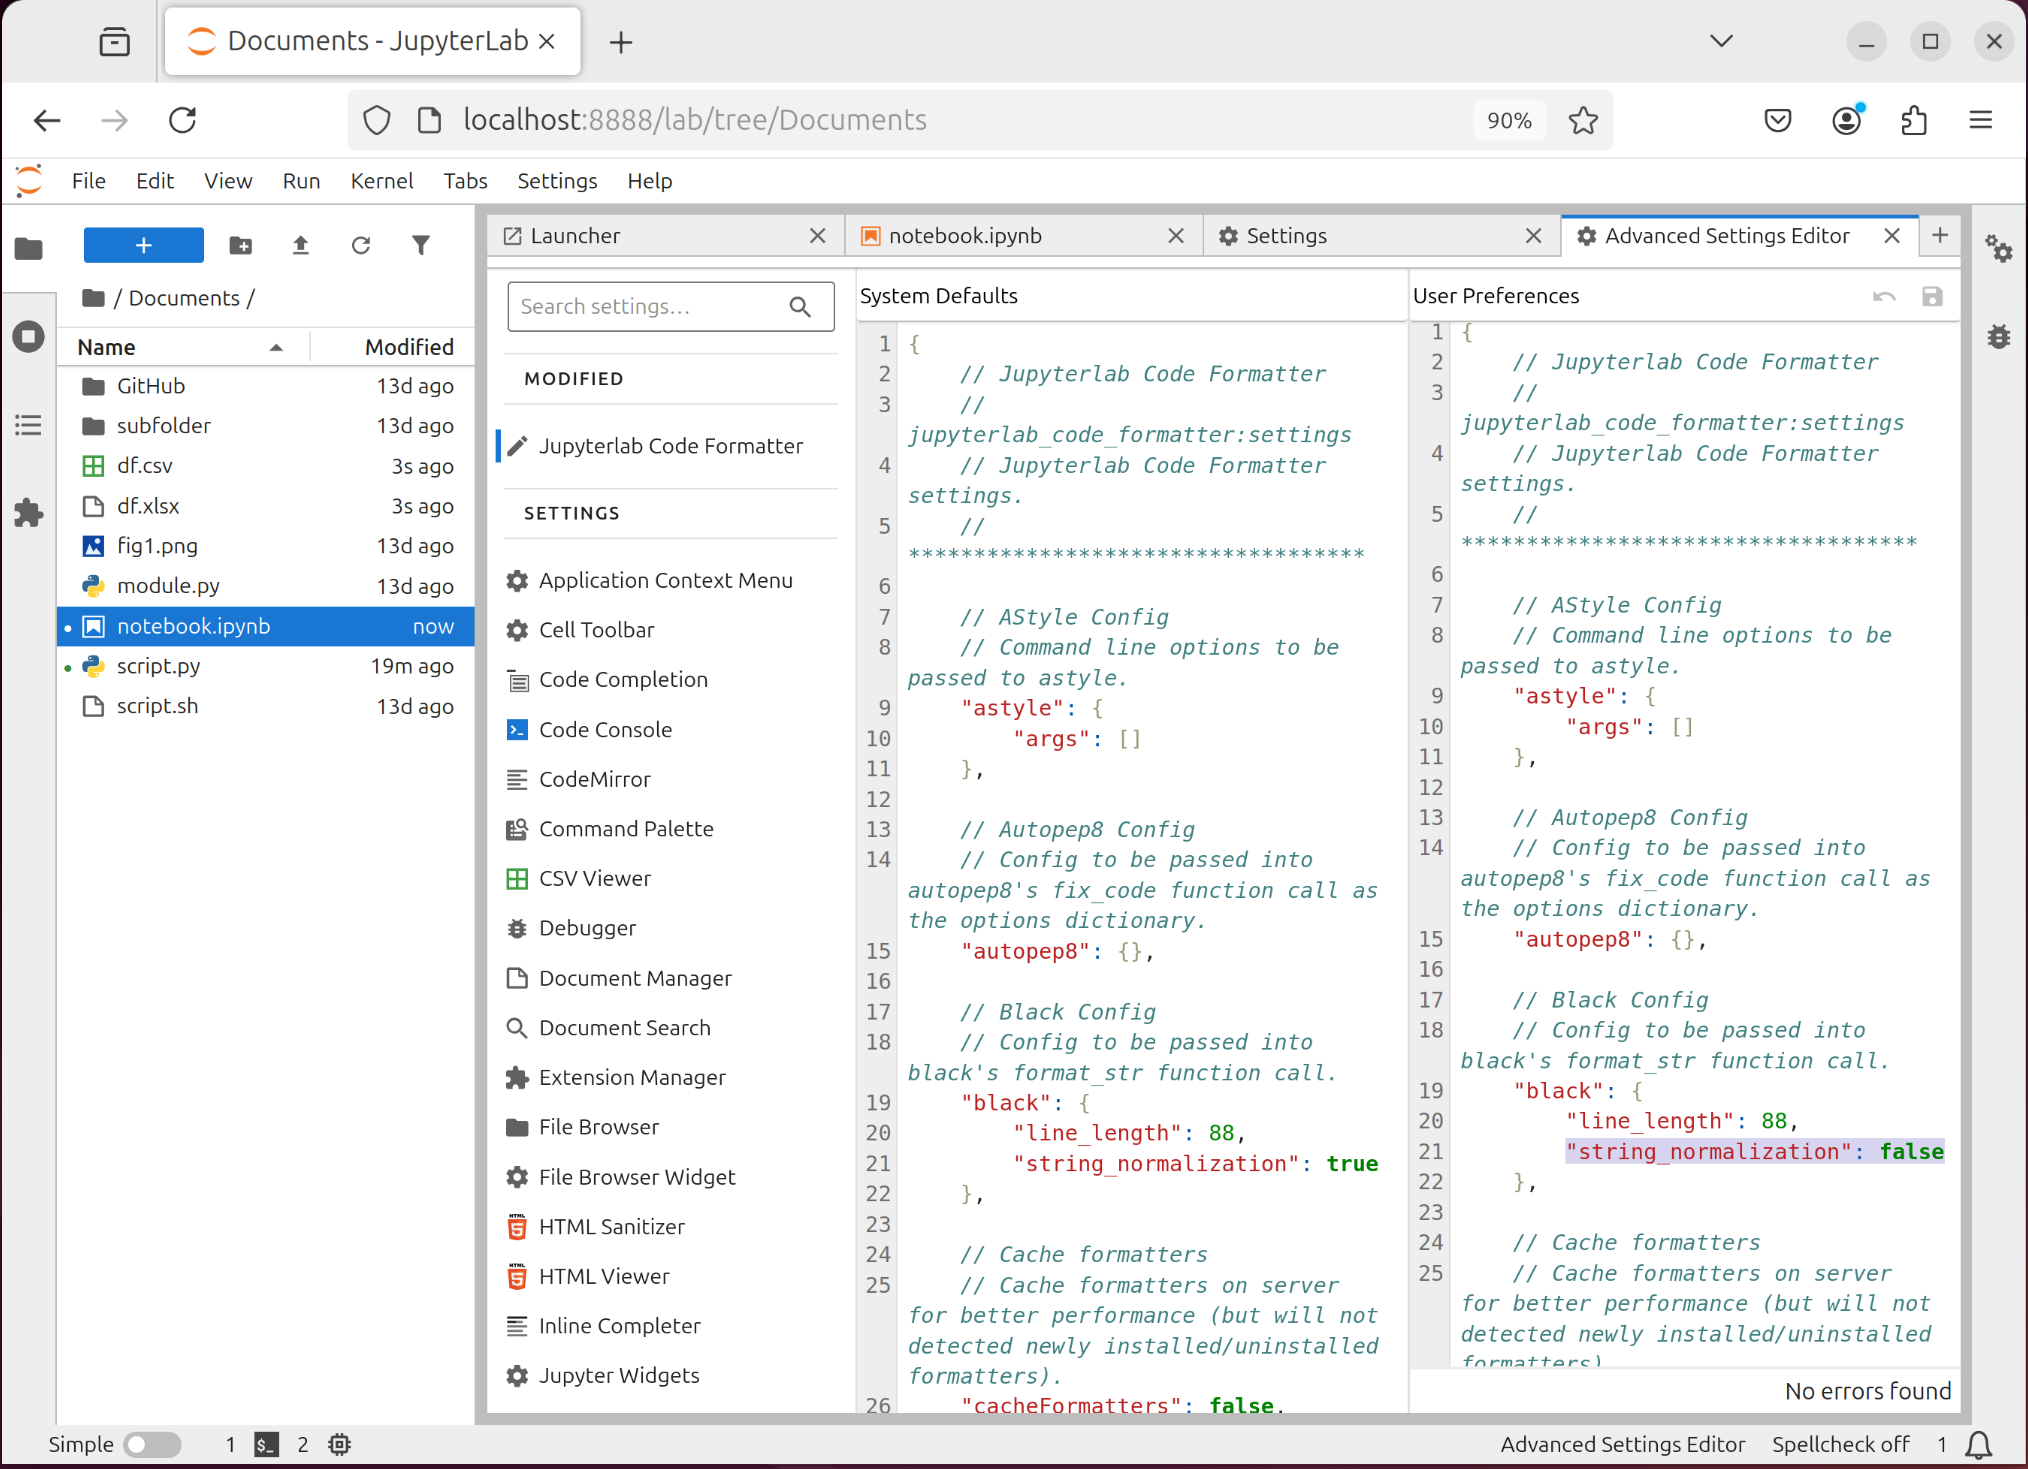 Documents - JupyterLab
localhost:8888/lab/tree/Documents
90%
File Edit View Run Kernel Tabs Settings Help
/ Documents /
Name Modified
GitHub 13d ago
subfolder 13d ago
df.csv 3s ago
df.xlsx 3s ago
fig1.png 13d ago
module.py 13d ago
notebook.ipynb now
script.py 19m ago
script.sh 13d ago
Launcher
notebook.ipynb
Settings
Advanced Settings Editor
Search settings...
MODIFIED
Jupyterlab Code Formatter
SETTINGS
Application Context Menu
Cell Toolbar
Code Completion
Code Console
CodeMirror
Command Palette
CSV Viewer
Debugger
Document Manager
Document Search
Extension Manager
File Browser
File Browser Widget
HTML Sanitizer
HTML Viewer
Inline Completer
Jupyter Widgets
System Defaults
1 {
2 // Jupyterlab Code Formatter
3 //
jupyterlab_code_formatter:settings
4 // Jupyterlab Code Formatter
settings.
5 //
***********************************
6
7 // AStyle Config
8 // Command line options to be
passed to astyle.
9 "astyle": {
10 "args": []
11 },
12
13 // Autopep8 Config
14 // Config to be passed into
autopep8's fix_code function call as
the options dictionary.
15 "autopep8": {},
16
17 // Black Config
18 // Config to be passed into
black's format_str function call.
19 "black": {
20 "line_length": 88,
21 "string_normalization": true
22 },
23
24 // Cache formatters
25 // Cache formatters on server
for better performance (but will not
detected newly installed/uninstalled
formatters).
26 "cacheFormatters": false,
User Preferences
1 {
2 // Jupyterlab Code Formatter
3 //
jupyterlab_code_formatter:settings
4 // Jupyterlab Code Formatter
settings.
5 //
***********************************
6
7 // AStyle Config
8 // Command line options to be
passed to astyle.
9 "astyle": {
10 "args": []
11 },
12
13 // Autopep8 Config
14 // Config to be passed into
autopep8's fix_code function call as
the options dictionary.
15 "autopep8": {},
16
17 // Black Config
18 // Config to be passed into
black's format_str function call.
19 "black": {
20 "line_length": 88,
21 "string_normalization": false
22 },
23
24 // Cache formatters
25 // Cache formatters on server
for better performance (but will not
detected newly installed/uninstalled
formatters)
No errors found
Simple 1 $_ 2
Advanced Settings Editor Spellcheck off 1